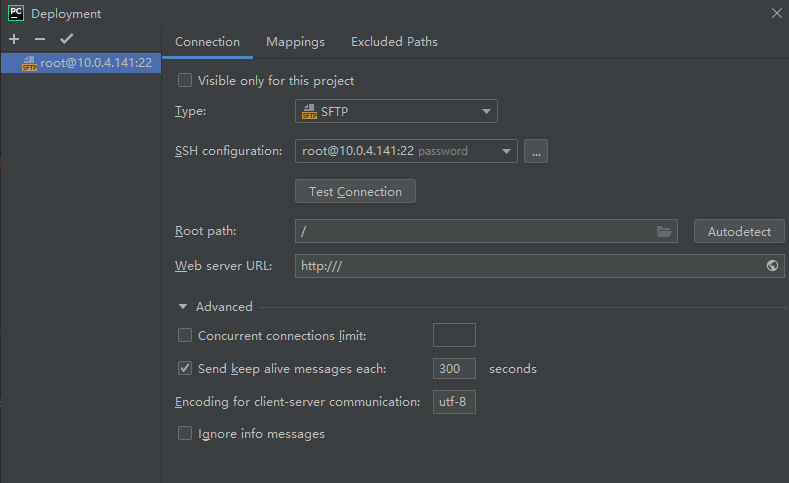 PC Deployment
Connection Mappings Excluded Paths
SFTP root@10.0.4.141:22
Visible only for this project
Type: SFTP SFTP
SSH configuration: root@10.0.4.141:22 password ...
Test Connection
Root path: / Autodetect
Web server URL: http:///
Advanced
Concurrent connections limit:
Send keep alive messages each: 300 seconds
Encoding for client-server communication: utf-8
Ignore info messages